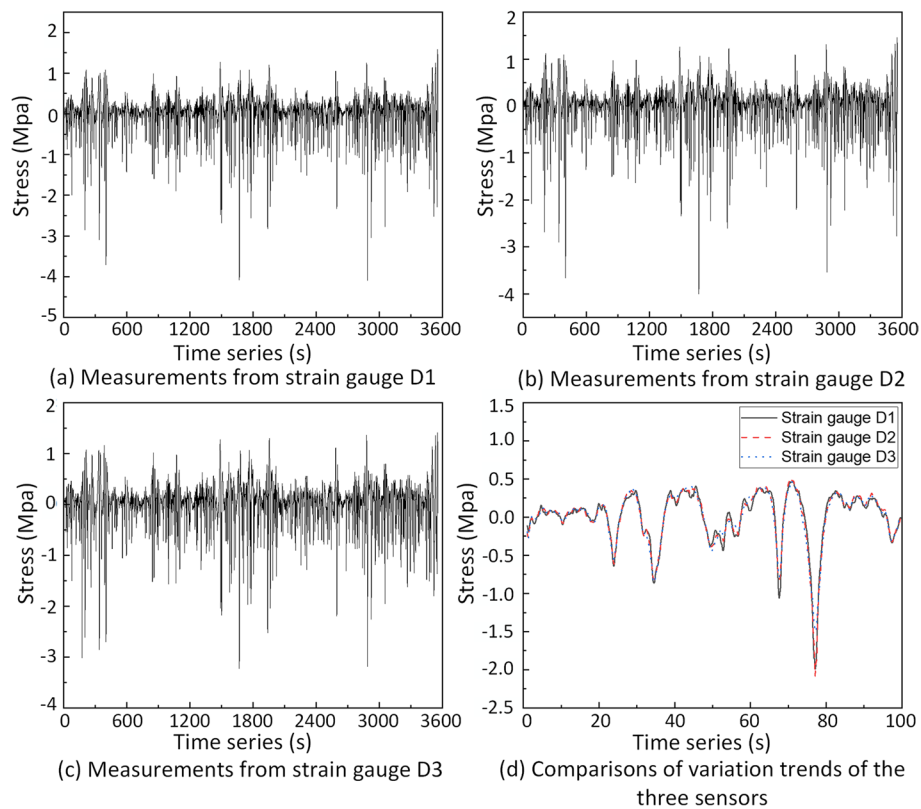 2
1
0
-1
-2
-3
-4
-5
Stress (Mpa)
0 600 1200 1800 2400 3000 3600
Time series (s)
(a) Measurements from strain gauge D1
2
1
0
-1
-2
-3
-4
Stress (Mpa)
0 600 1200 1800 2400 3000 3600
Time series (s)
(b) Measurements from strain gauge D2
2
1
0
-1
-2
-3
-4
Stress (Mpa)
0 600 1200 1800 2400 3000 3600
Time series (s)
(c) Measurements from strain gauge D3
1.5
1.0
0.5
0.0
-0.5
-1.0
-1.5
-2.0
-2.5
Stress (Mpa)
Strain gauge D1
Strain gauge D2
Strain gauge D3
0 20 40 60 80 100
Time series (s)
(d) Comparisons of variation trends of the
three sensors